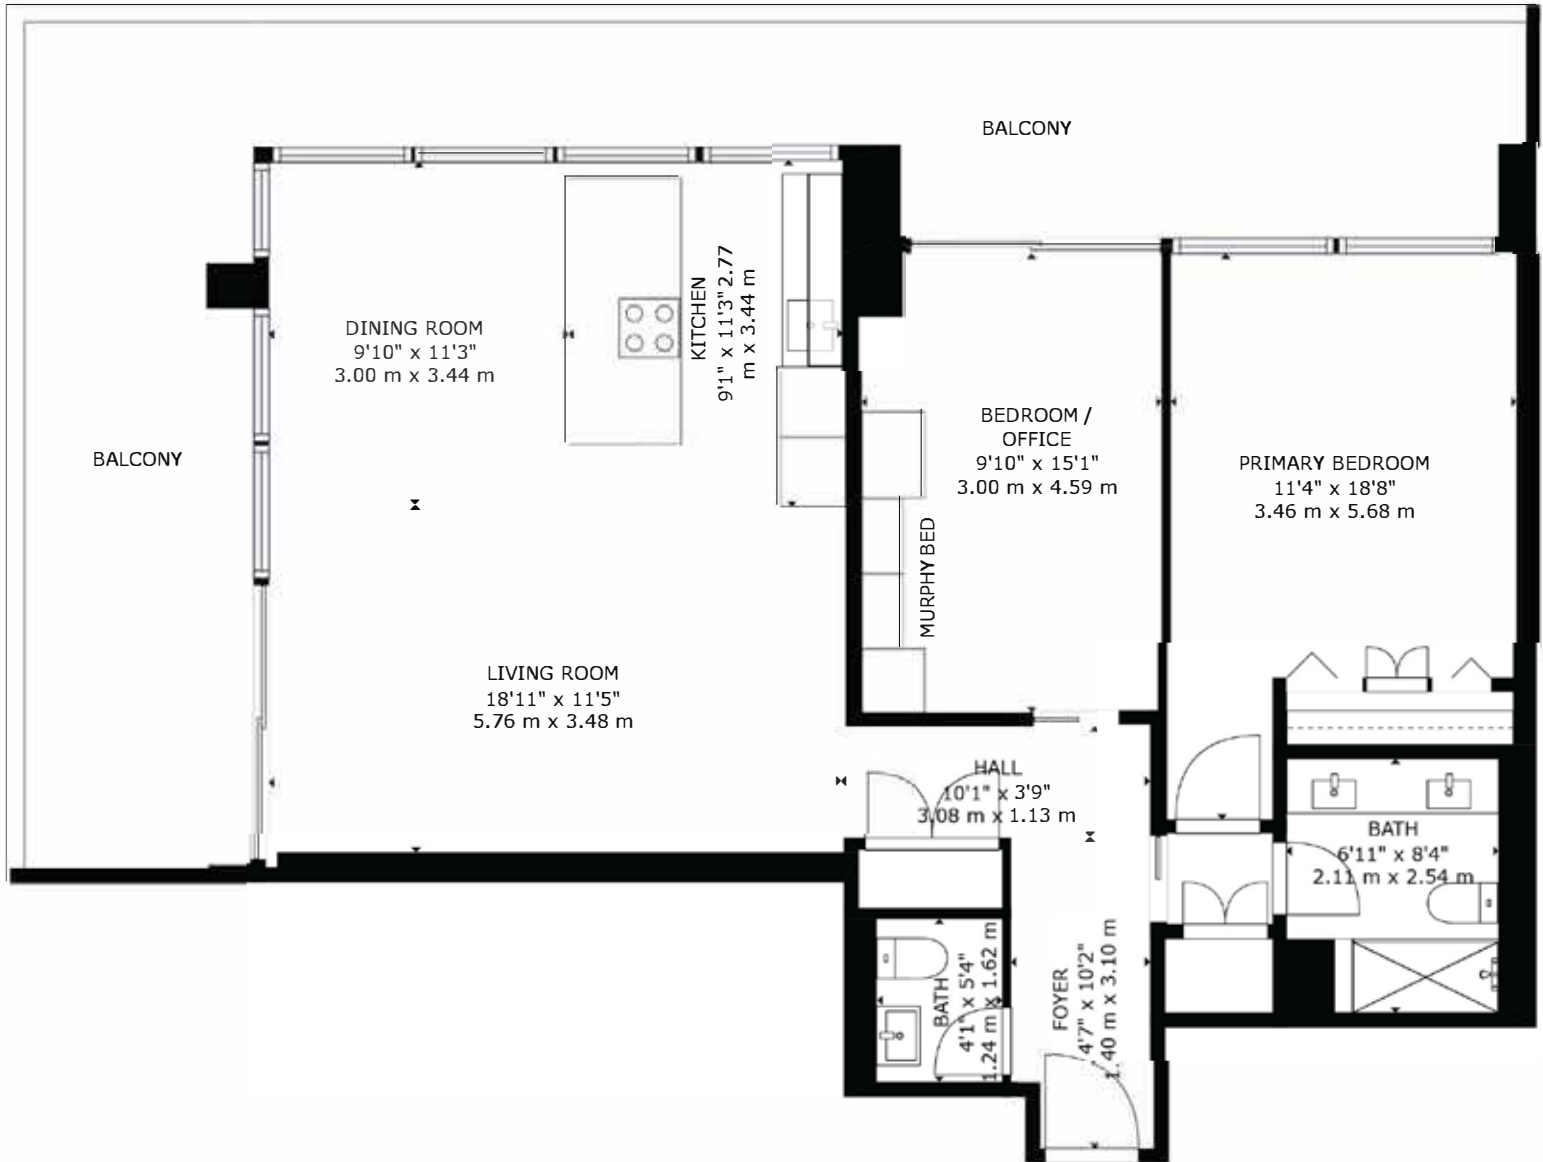 BALCONY
DINING ROOM
9'10" x 11'3"
3.00 m x 3.44 m
KITCHEN
9'1" x 11'3" 2.77
m x 3.44 m
BALCONY
BEDROOM /
OFFICE
9'10" x 15'1"
3.00 m x 4.59 m
MURPHY BED
PRIMARY BEDROOM
11'4" x 18'8"
3.46 m x 5.68 m
LIVING ROOM
18'11" x 11'5"
5.76 m x 3.48 m
HALL
10'1" x 3'9"
3.08 m x 1.13 m
BATH
6'11" x 8'4"
2.11 m x 2.54 m
BATH
4'1" x 5'4"
1.24 m x 1.62 m
FOYER
4'7" x 10'2"
1.40 m x 3.10 m